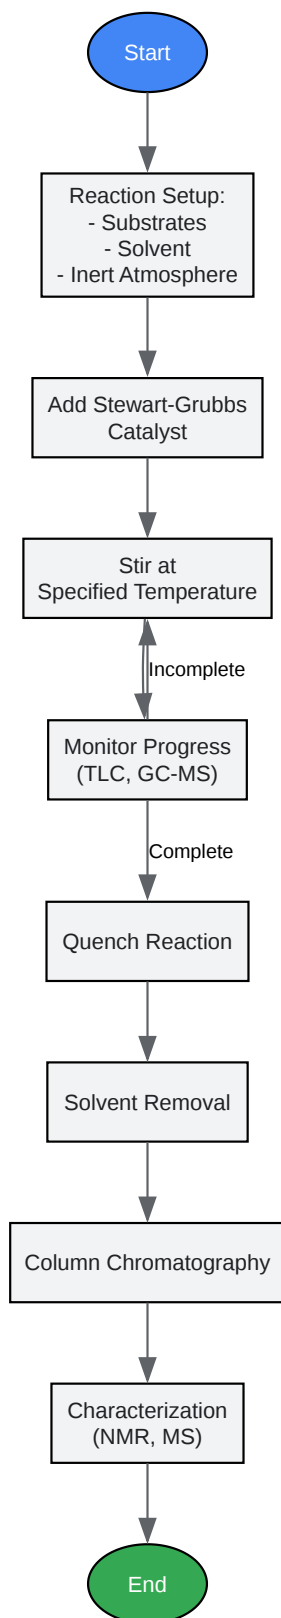 Start
Reaction Setup:
- Substrates
- Solvent
- Inert Atmosphere
Add Stewart-Grubbs
Catalyst
Stir at
Specified Temperature
Incomplete
Monitor Progress
(TLC, GC-MS)
Complete
Quench Reaction
Solvent Removal
Column Chromatography
Characterization
(NMR, MS)
End